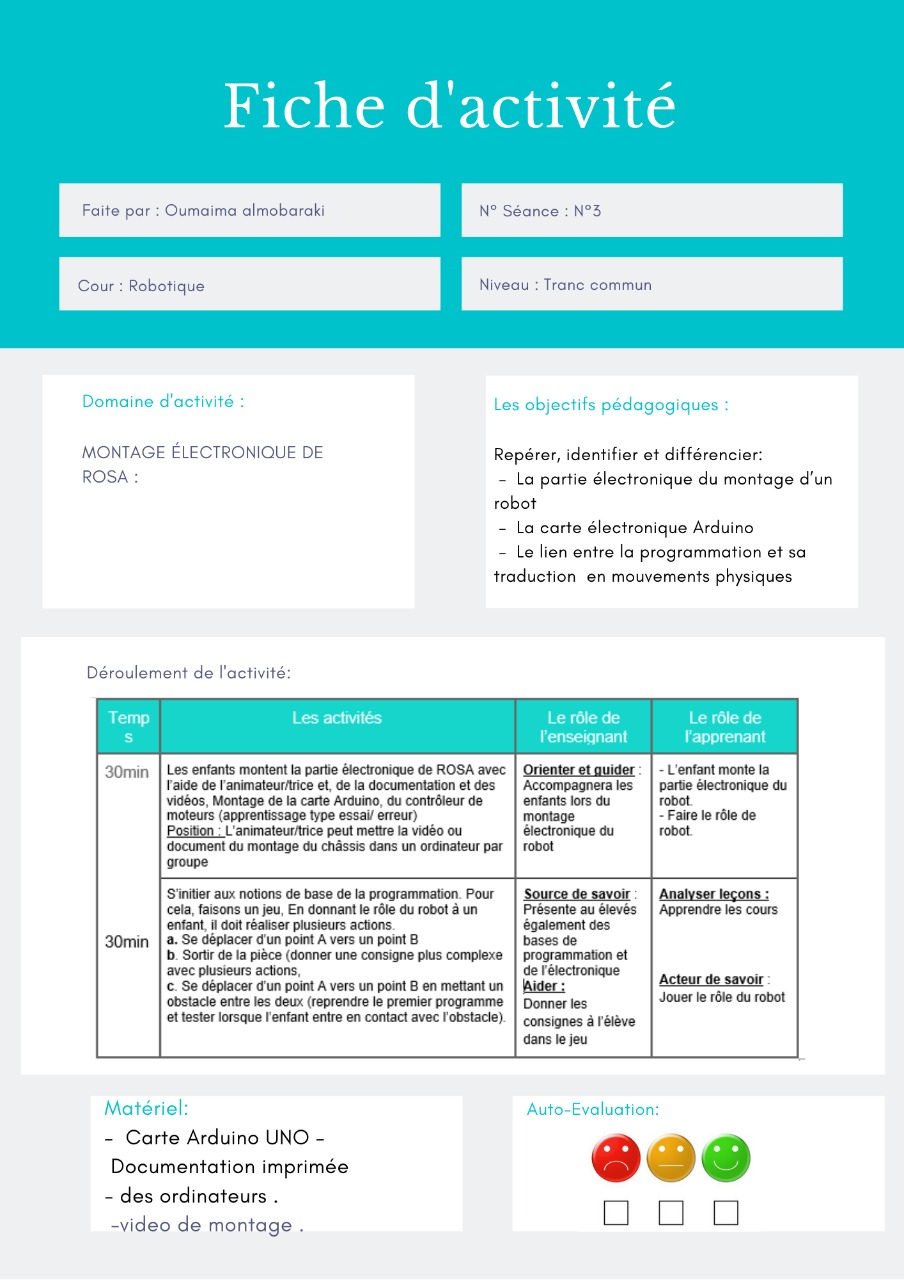 Fiche d'activité
Faite par : Oumaima almobaraki
N° Séance : N°3
Cour : Robotique
Niveau : Tranc commun
Domaine d'activité :
MONTAGE ÉLECTRONIQUE DE
ROSA :
Les objectifs pédagogiques :
Repérer, identifier et différencier:
- La partie électronique du montage d’un
robot
- La carte électronique Arduino
- Le lien entre la programmation et sa
traduction en mouvements physiques
Déroulement de l'activité:
Temp
s
Les activités
Le rôle de
l’enseignant
Le rôle de
l’apprenant
30min
Les enfants montent la partie électronique de ROSA avec
l’aide de l’animateur/trice et, de la documentation et des
vidéos, Montage de la carte Arduino, du contrôleur de
moteurs (apprentissage type essai/ erreur)
Position : L’animateur/trice peut mettre la vidéo ou
document du montage du châssis dans un ordinateur par
groupe
Orienter et guider :
Accompagnera les
enfants lors du
montage
électronique du
robot
- L’enfant monte la
partie électronique du
robot.
- Faire le rôle de
robot.
30min
S’initier aux notions de base de la programmation. Pour
cela, faisons un jeu, En donnant le rôle du robot à un
enfant, il doit réaliser plusieurs actions.
a. Se déplacer d’un point A vers un point B
b. Sortir de la pièce (donner une consigne plus complexe
avec plusieurs actions,
c. Se déplacer d’un point A vers un point B en mettant un
obstacle entre les deux (reprendre le premier programme
et tester lorsque l’enfant entre en contact avec l’obstacle).
Source de savoir :
Présente au élevés
également des
bases de
programmation et
de l’électronique
Aider :
Donner les
consignes à l’élève
dans le jeu
Analyser leçons :
Apprendre les cours
Acteur de savoir :
Jouer le rôle du robot
Matériel:
- Carte Arduino UNO -
Documentation imprimée
- des ordinateurs .
-video de montage .
Auto-Evaluation: